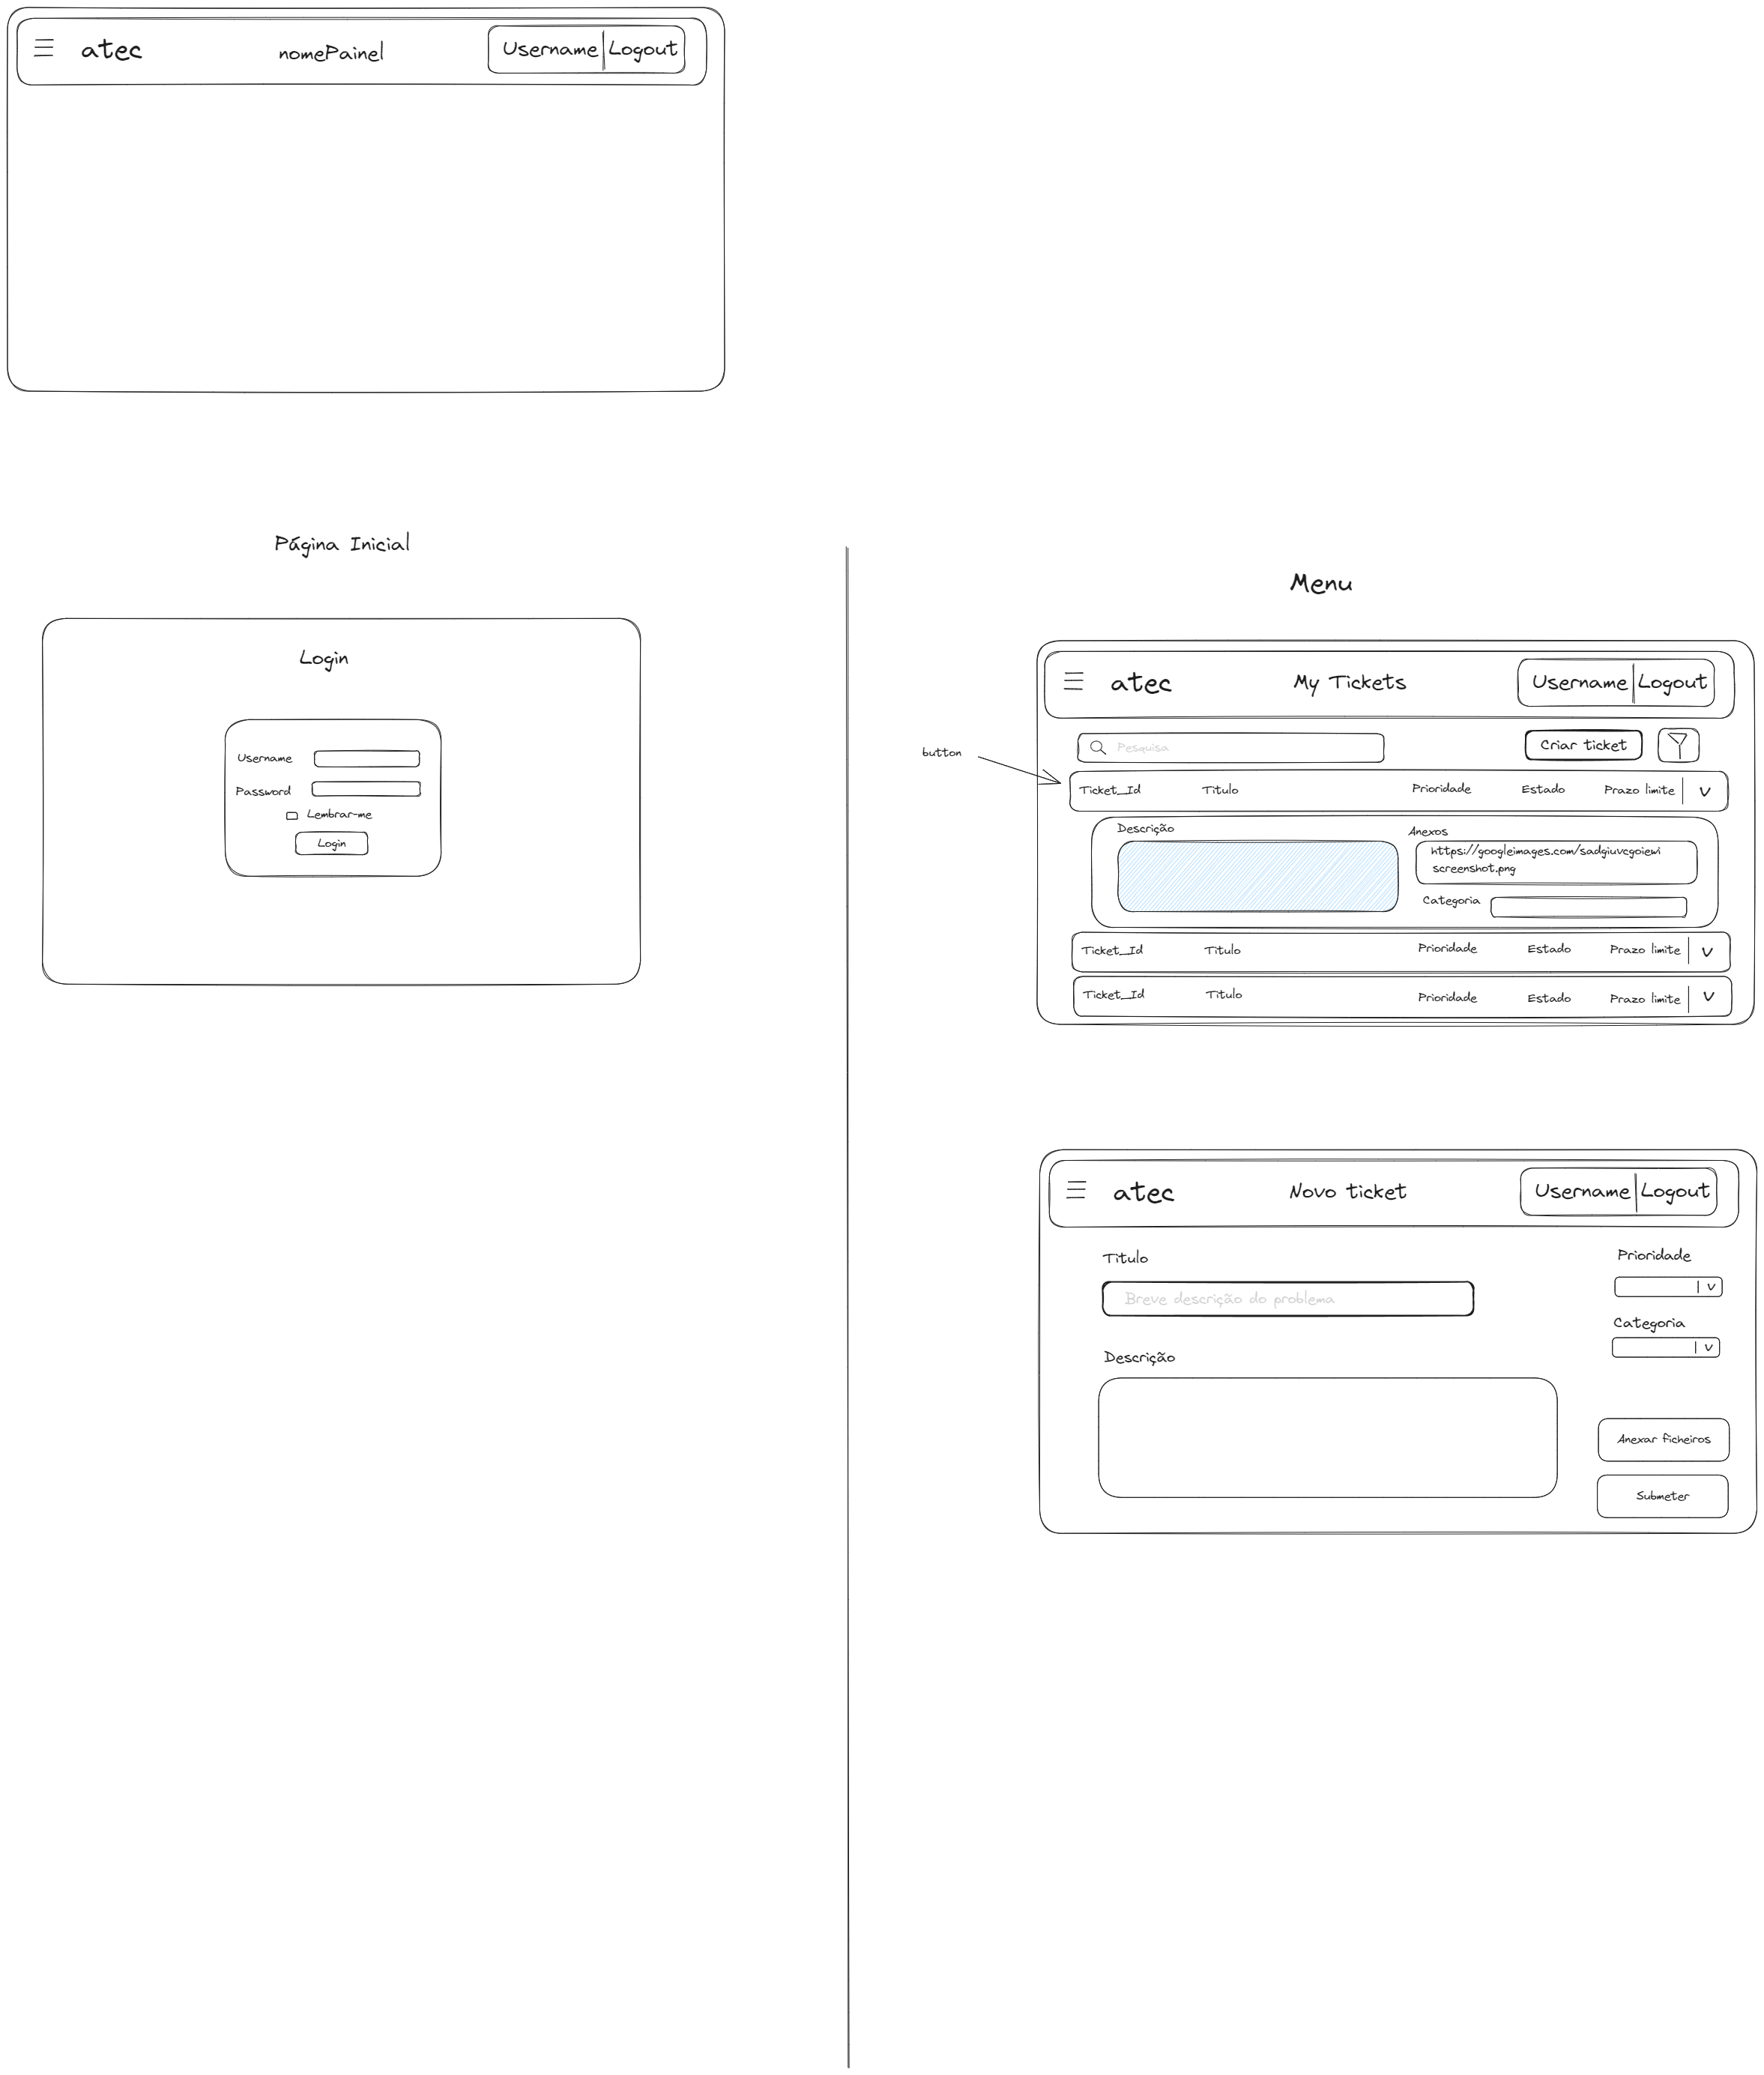 atec
nomePainel
Username
Logout
Página Inicial
Login
Username
Password
Lembrar-me
Login
Menu
atec
My Tickets
Username
Logout
Pesquisa
Criar ticket
button
Ticket_Id
Titulo
Prioridade
Estado
Prazo limite
V
Descrição
Anexos
https://googleimages.com/sadgiuvcgoiewi
screenshot.png
Categoria
Ticket_Id
Titulo
Prioridade
Estado
Prazo limite
V
Ticket_Id
Titulo
Prioridade
Estado
Prazo limite
V
atec
Novo ticket
Username
Logout
Titulo
Breve descrição do problema
Prioridade
V
Categoria
V
Descrição
Anexar ficheiros
Submeter